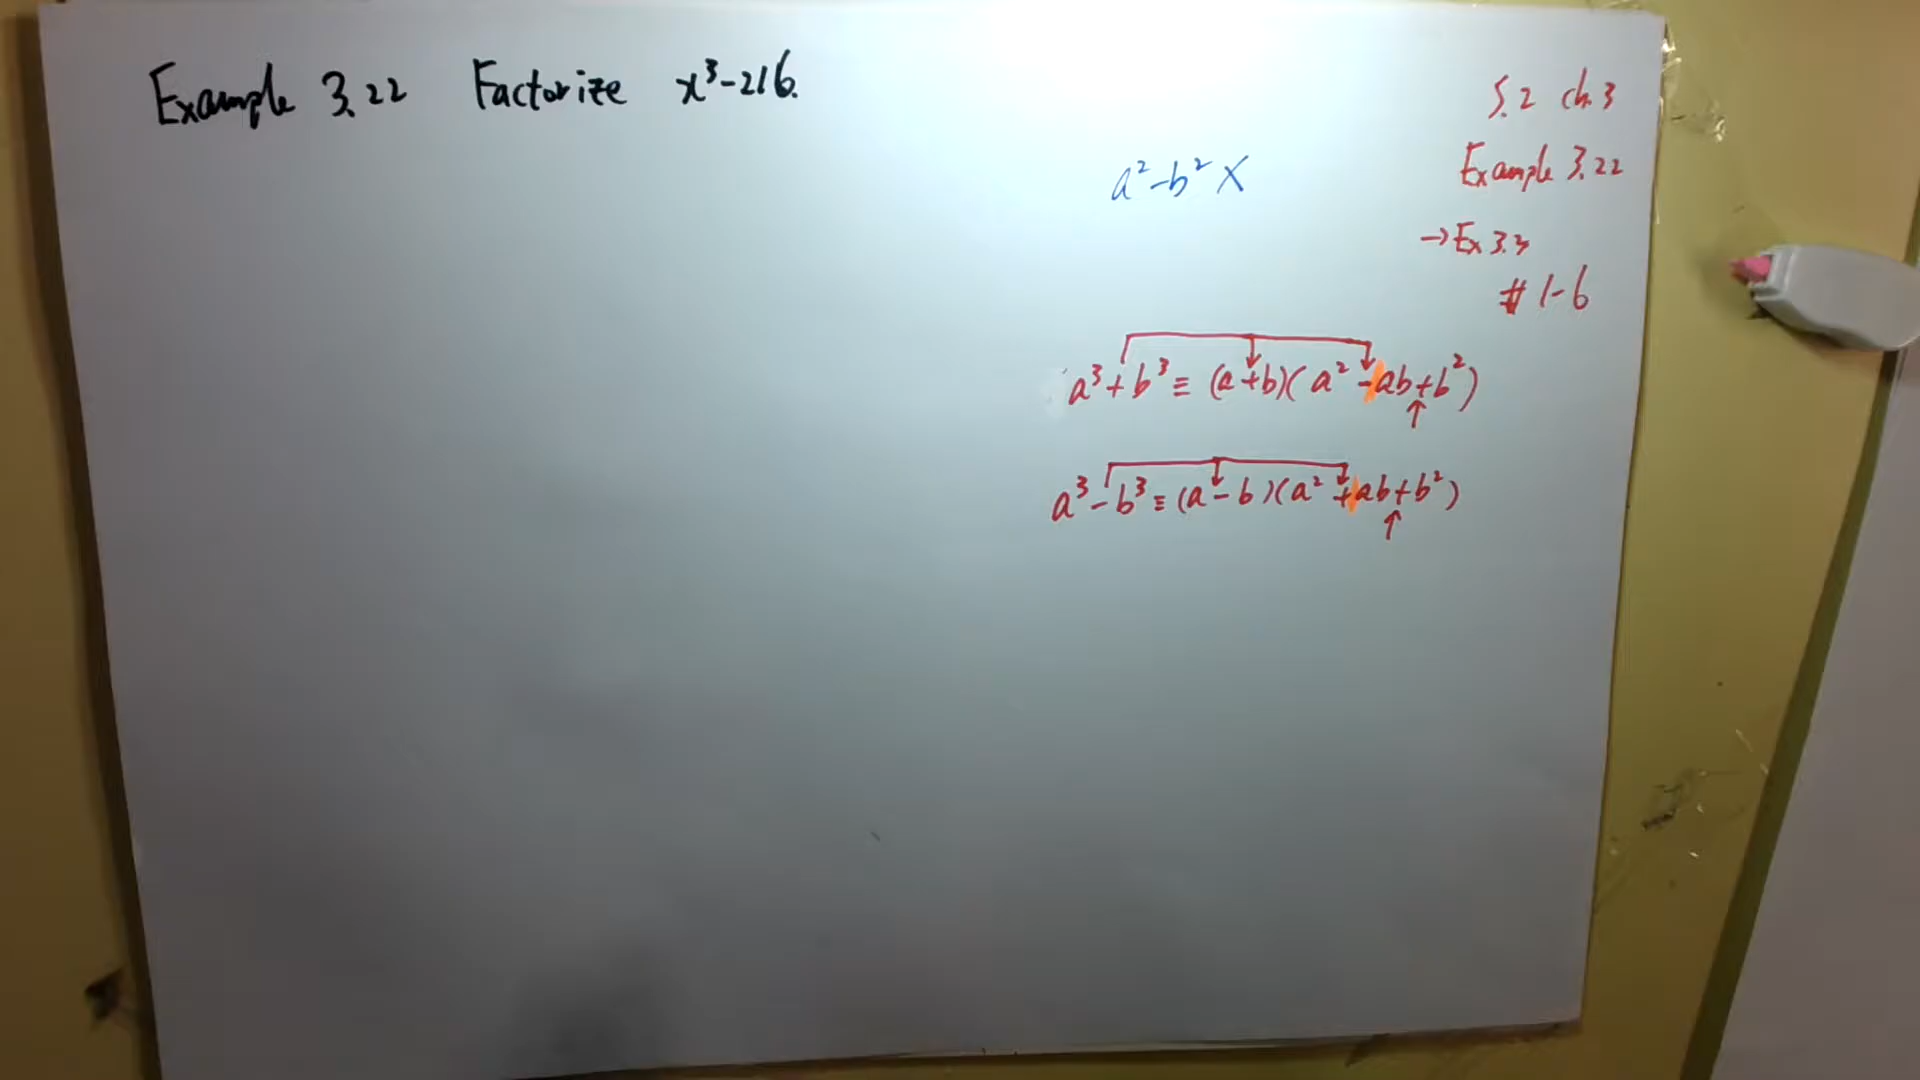 Example 3.22 Factorize x³-216.
S.2 ch.3
Example 3.22
→Ex 3.3
# 1-6
a²-b² X
a³+b³≡(a+b)(a²-ab+b²)
a³-b³≡(a-b)(a²+ab+b²)